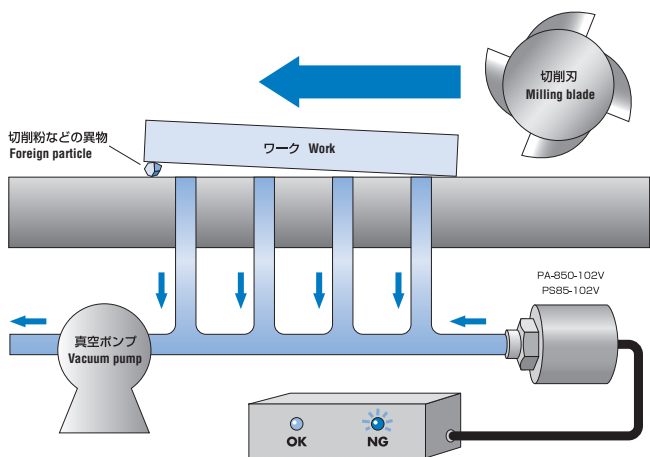 切削刃
Milling blade
切削粉などの異物
Foreign particle
ワーク Work
PA-850-102V
PS85-102V
真空ポンプ
Vacuum pump
OK
NG